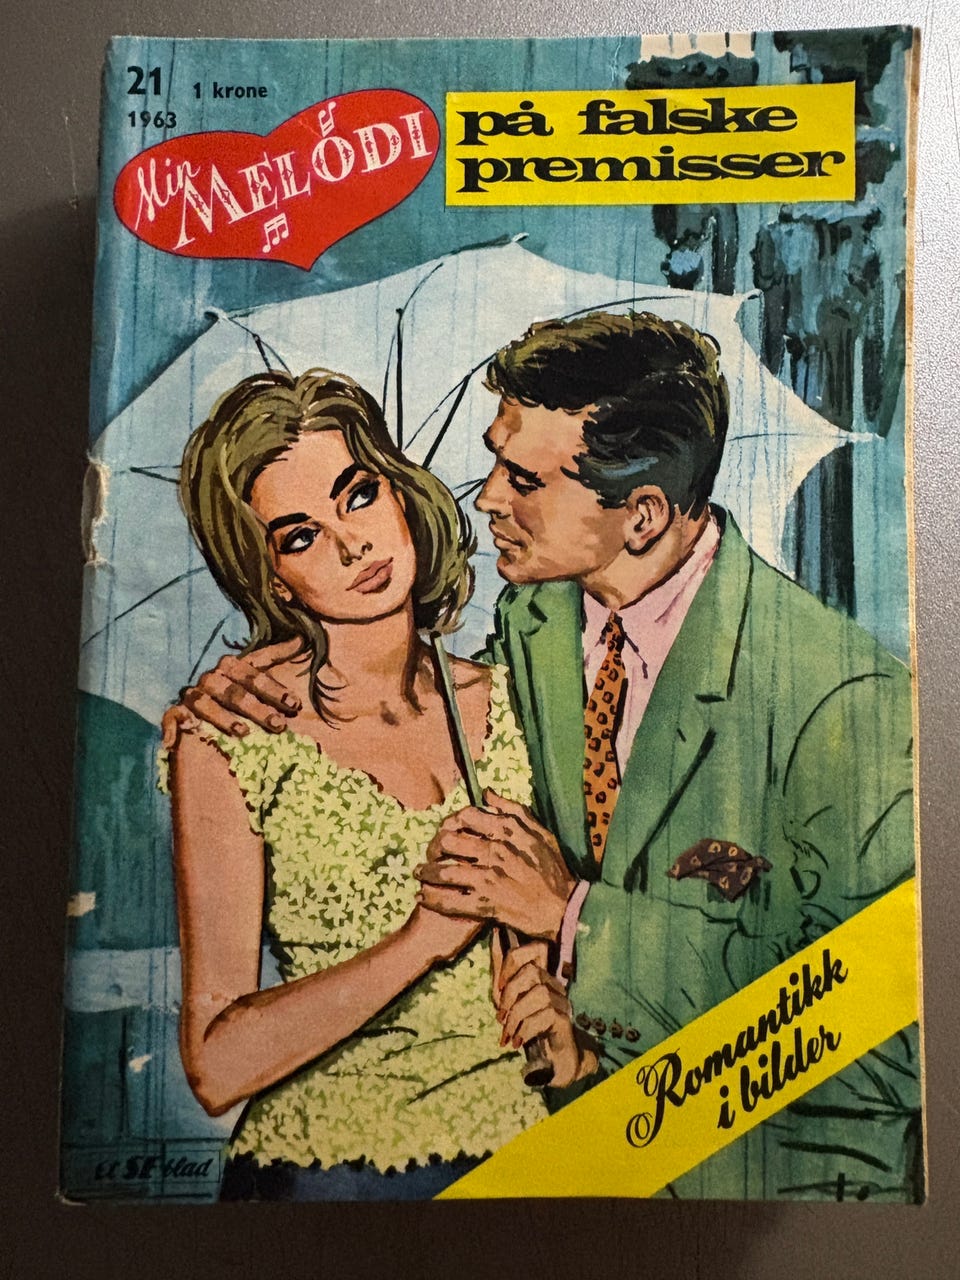 21 1 krone
1963
Min
MELODI
på falske
premisser
Romantikk
i bilder
et SE-blad